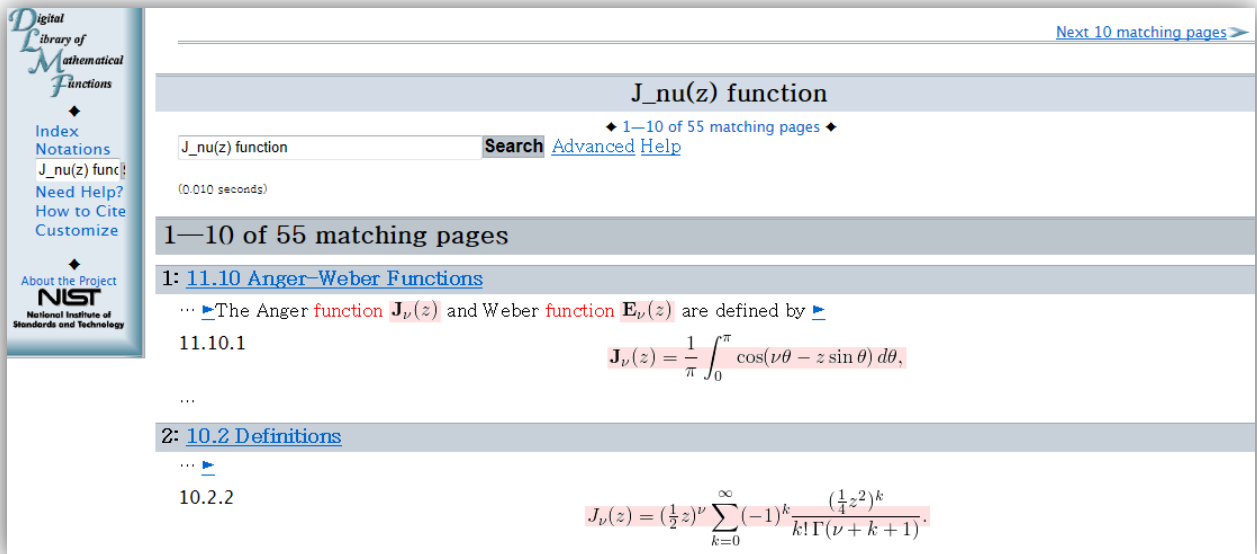 Digital
Library of
Mathematical
Functions
Index
Notations
J_nu(z) func
Need Help?
How to Cite
Customize
About the Project
NIST
National Institute of
Standards and Technology
Next 10 matching pages
J_nu(z) function
◆ 1—10 of 55 matching pages ◆
J_nu(z) function Search Advanced Help
(0.010 seconds)
1—10 of 55 matching pages
1: 11.10 Anger–Weber Functions
… ►The Anger function 𝐉_ν(z) and Weber function 𝐄_ν(z) are defined by ►
11.10.1 𝐉_ν(z) = 1/π ∫_0^π cos(νθ − z sin θ) dθ,
…
2: 10.2 Definitions
… ►
10.2.2 J_ν(z) = (½z)^ν ∑_{k=0}^∞ (−1)^k (¼z²)^k / k! Γ(ν + k + 1).